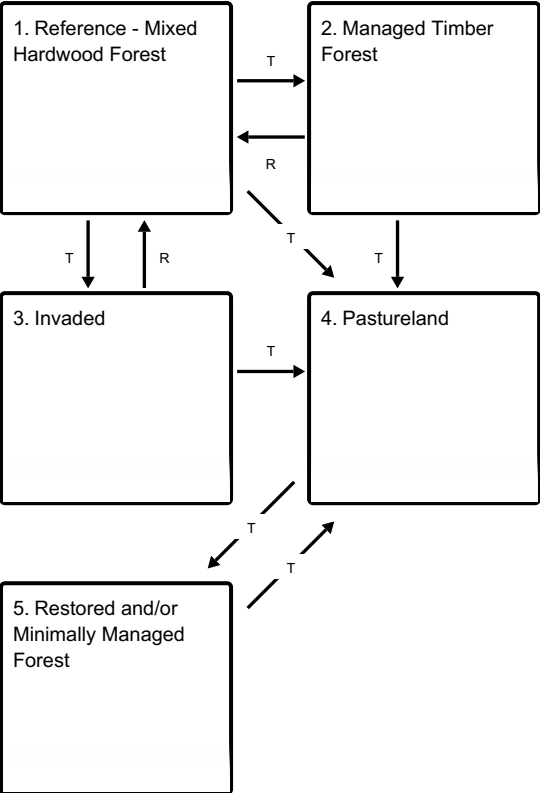 1. Reference - Mixed
Hardwood Forest
2. Managed Timber
Forest
T
R
T
T
R
T
3. Invaded
4. Pastureland
T
T
T
5. Restored and/or
Minimally Managed
Forest